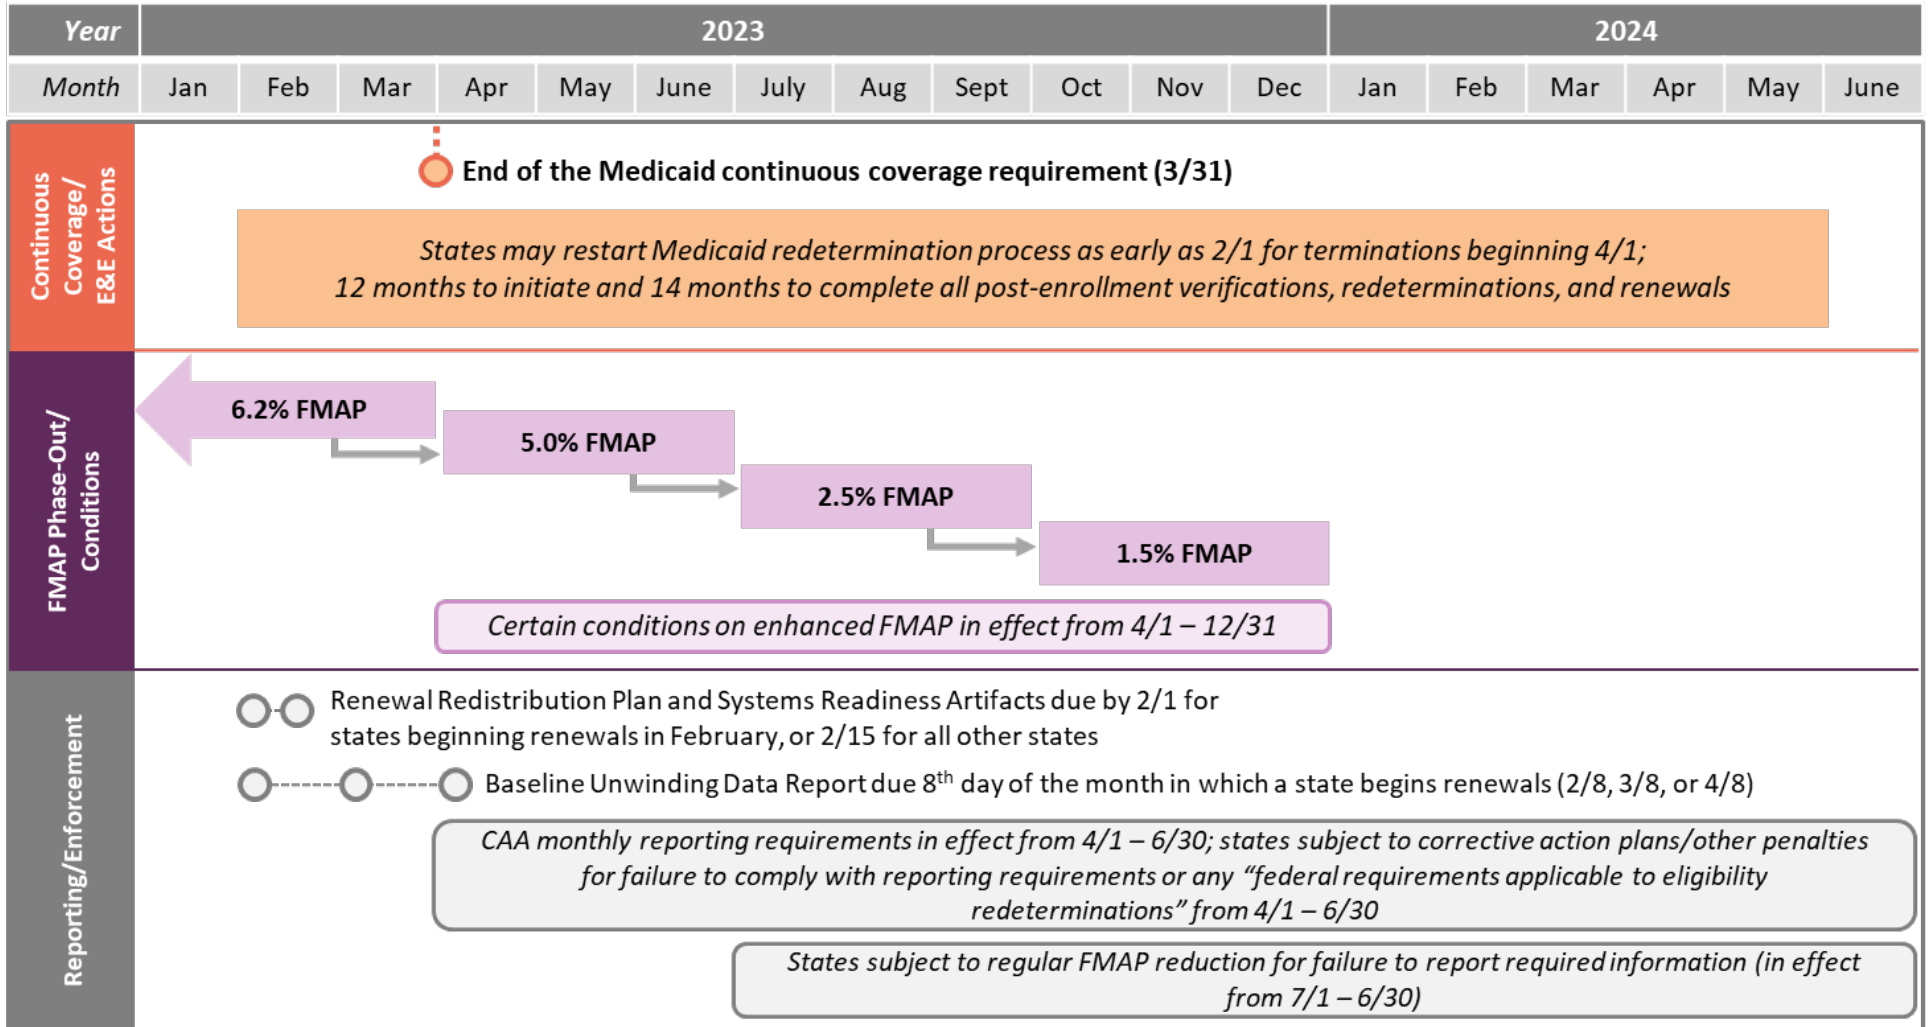 Year 2023 2024
Month Jan Feb Mar Apr May June July Aug Sept Oct Nov Dec Jan Feb Mar Apr May June
Continuous
Coverage/
E&E Actions
End of the Medicaid continuous coverage requirement (3/31)
States may restart Medicaid redetermination process as early as 2/1 for terminations beginning 4/1;
12 months to initiate and 14 months to complete all post-enrollment verifications, redeterminations, and renewals
FMAP Phase-Out/
Conditions
6.2% FMAP
5.0% FMAP
2.5% FMAP
1.5% FMAP
Certain conditions on enhanced FMAP in effect from 4/1 – 12/31
Reporting/Enforcement
Renewal Redistribution Plan and Systems Readiness Artifacts due by 2/1 for
states beginning renewals in February, or 2/15 for all other states
Baseline Unwinding Data Report due 8th day of the month in which a state begins renewals (2/8, 3/8, or 4/8)
CAA monthly reporting requirements in effect from 4/1 – 6/30; states subject to corrective action plans/other penalties
for failure to comply with reporting requirements or any “federal requirements applicable to eligibility
redeterminations” from 4/1 – 6/30
States subject to regular FMAP reduction for failure to report required information (in effect
from 7/1 – 6/30)